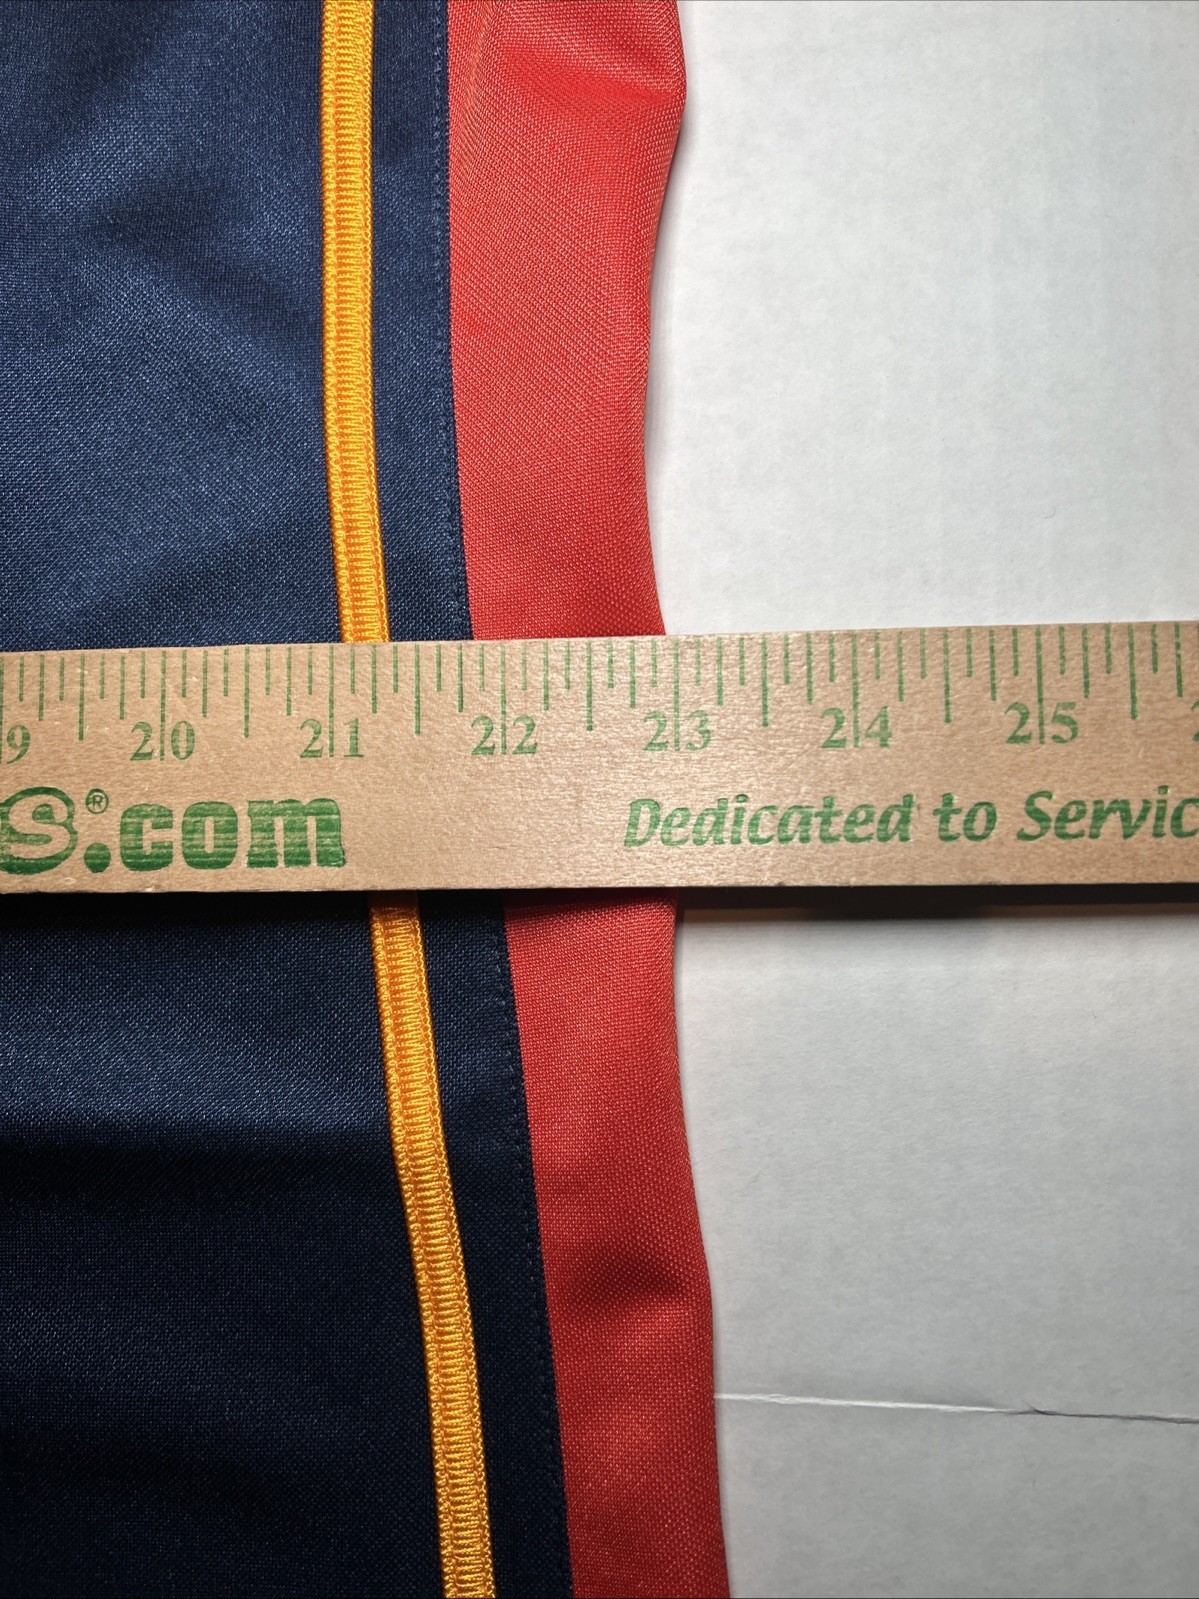 9 20 21 22 23 24 25
s®.com Dedicated to Servic